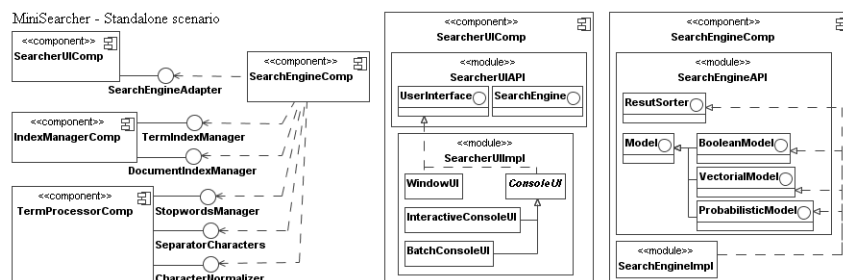 MiniSearcher - Standalone scenario
<<component>>
SearcherUIComp
SearchEngineAdapter
<<component>>
SearchEngineComp
<<component>>
IndexManagerComp
TermIndexManager
DocumentIndexManager
<<component>>
TermProcessorComp
StopwordsManager
SeparatorCharacters
CharacterNormalizer
<<component>>
SearcherUIComp
<<module>>
SearcherUIAPI
UserInterface
SearchEngine
<<module>>
SearcherUIImpl
WindowUI
ConsoleUI
InteractiveConsoleUI
BatchConsoleUI
<<component>>
SearchEngineComp
<<module>>
SearchEngineAPI
ResutSorter
Model
BooleanModel
VectorialModel
ProbabilisticModel
<<module>>
SearchEngineImpl